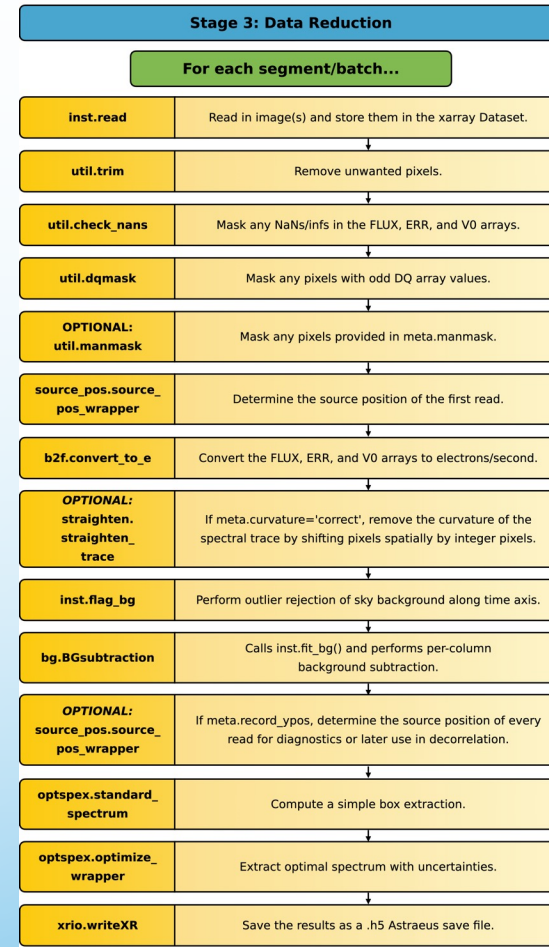 Stage 3: Data Reduction
For each segment/batch...
inst.read
Read in image(s) and store them in the xarray Dataset.
util.trim
Remove unwanted pixels.
util.check_nans
Mask any NaNs/infs in the FLUX, ERR, and V0 arrays.
util.dqmask
Mask any pixels with odd DQ array values.
OPTIONAL:
util.manmask
Mask any pixels provided in meta.manmask.
source_pos.source_
pos_wrapper
Determine the source position of the first read.
b2f.convert_to_e
Convert the FLUX, ERR, and V0 arrays to electrons/second.
OPTIONAL:
straighten.
straighten_
trace
If meta.curvature='correct', remove the curvature of the
spectral trace by shifting pixels spatially by integer pixels.
inst.flag_bg
Perform outlier rejection of sky background along time axis.
bg.BGsubtraction
Calls inst.fit_bg() and performs per-column
background subtraction.
OPTIONAL:
source_pos.source_
pos_wrapper
If meta.record_ypos, determine the source position of every
read for diagnostics or later use in decorrelation.
optspex.standard_
spectrum
Compute a simple box extraction.
optspex.optimize_
wrapper
Extract optimal spectrum with uncertainties.
xrio.writeXR
Save the results as a .h5 Astraeus save file.